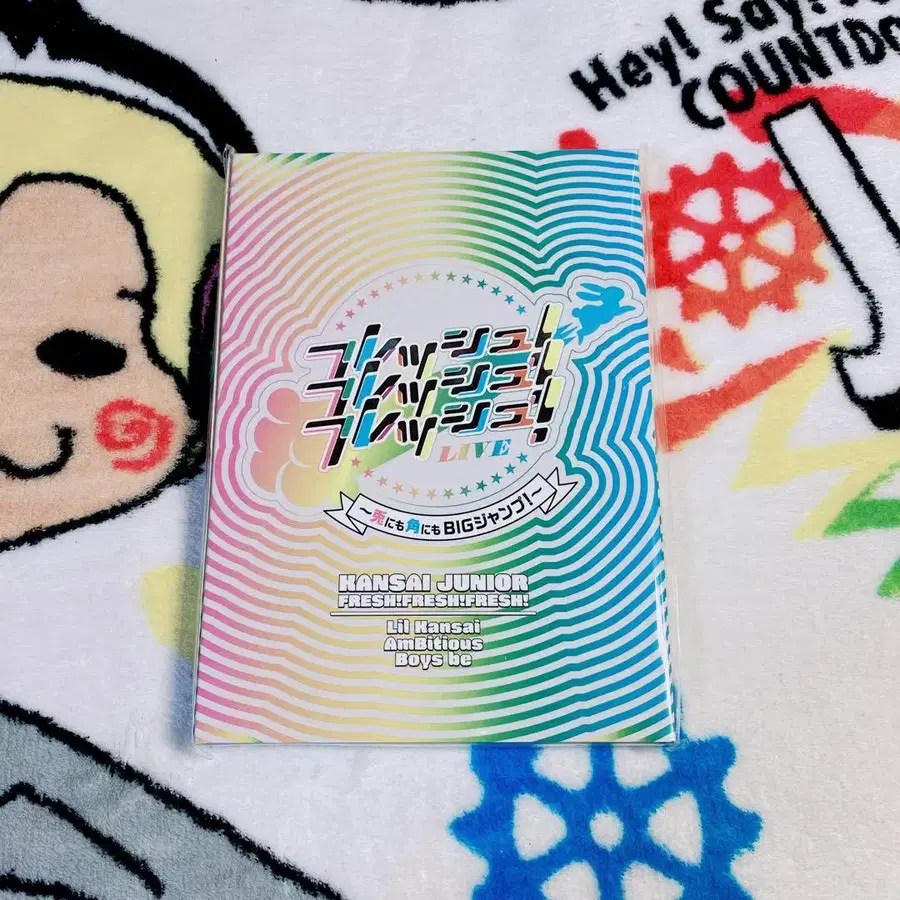 Hey! Say!
COUNTDO
フレッシュ!
フレッシュ!
フレッシュ!
LIVE
〜兎にも角にもBIGジャンプ!〜
KANSAI JUNIOR
FRESH!FRESH!FRESH!
Lil Kansai
AmBitious
Boys be